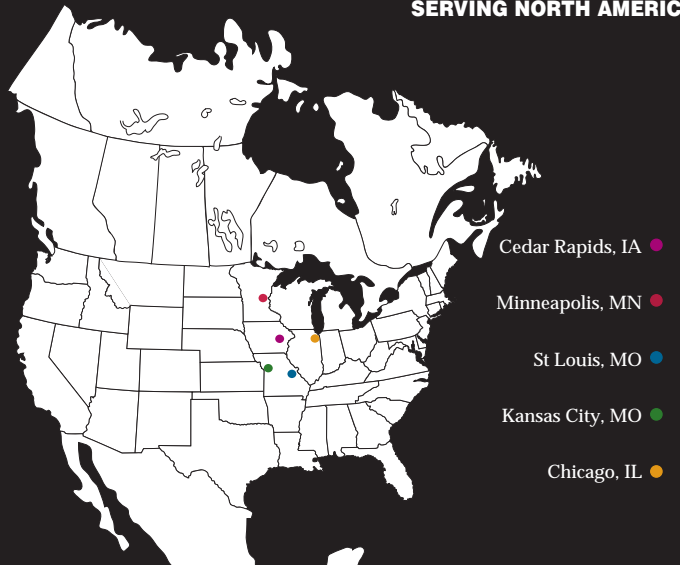 SERVING NORTH AMERIC
Cedar Rapids, IA
Minneapolis, MN
St Louis, MO
Kansas City, MO
Chicago, IL